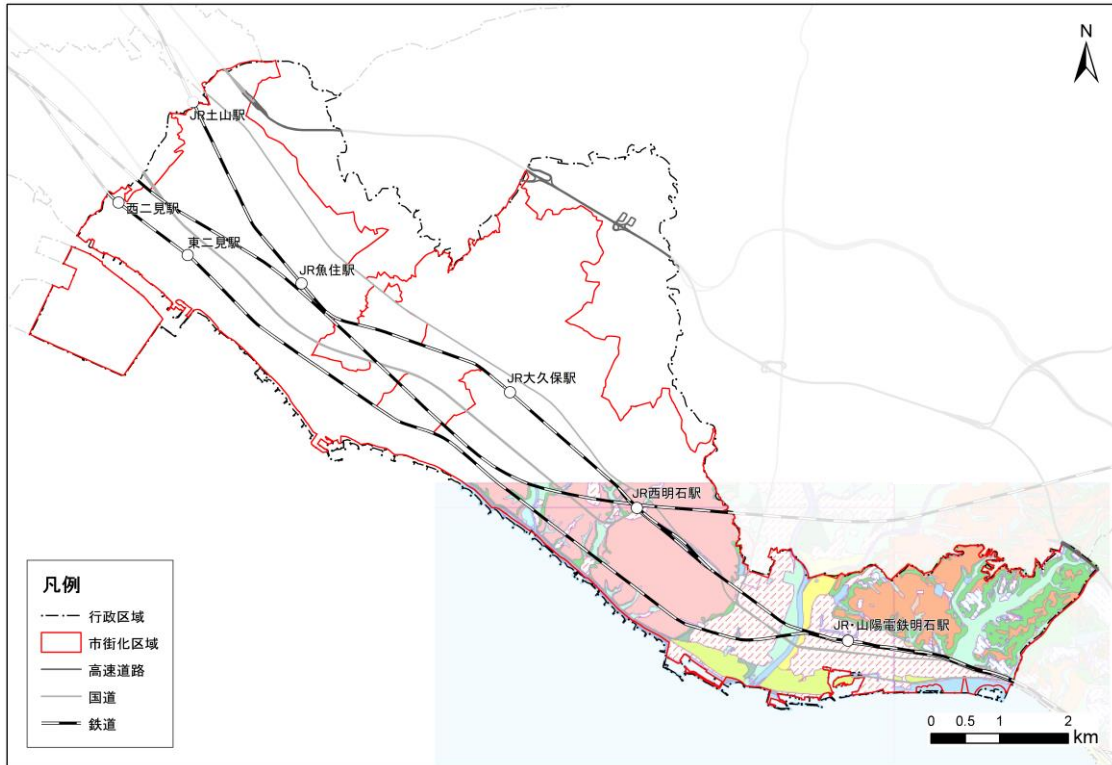 N
JR土山駅
西二見駅
東二見駅
JR魚住駅
JR大久保駅
JR西明石駅
JR・山陽電鉄明石駅
凡例
行政区域
市街化区域
高速道路
国道
鉄道
0 0.5 1 2
km